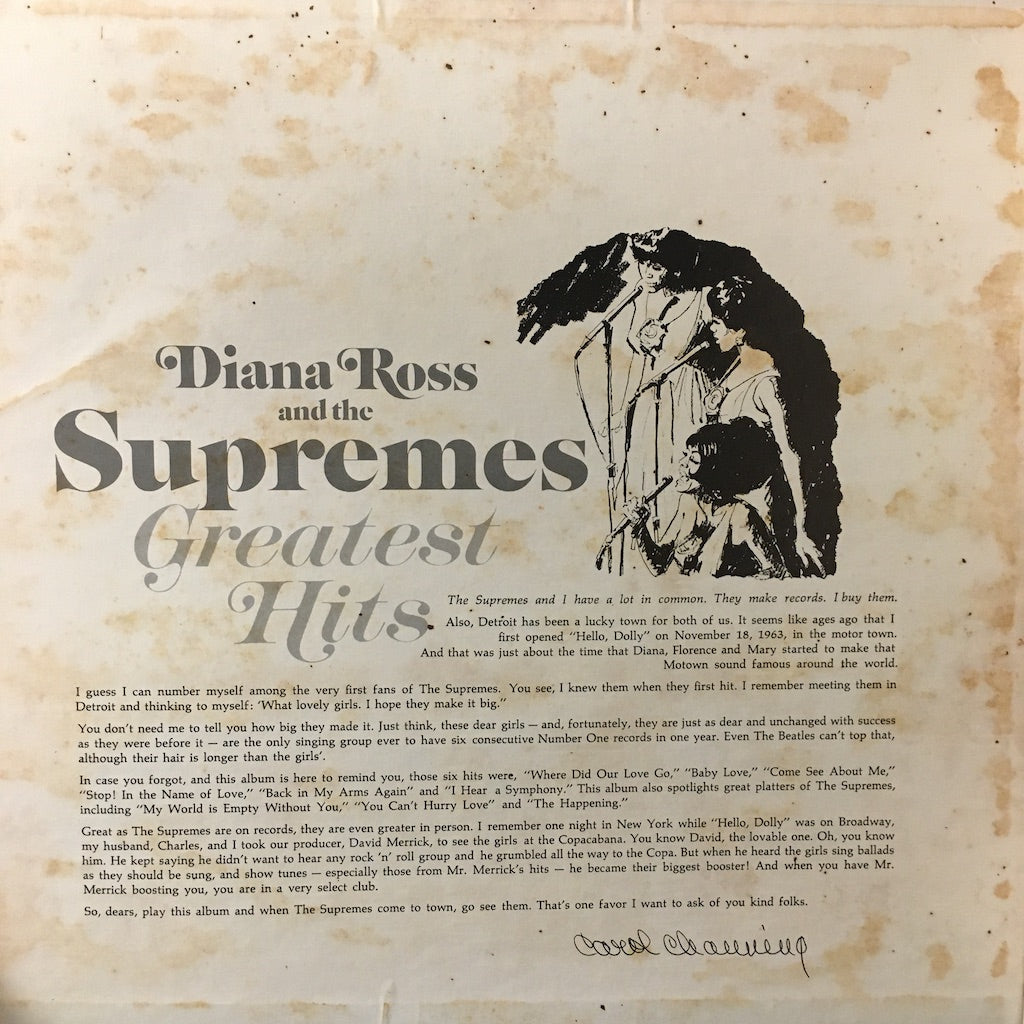 Diana Ross
and the
Supremes
Greatest
Hits
The Supremes and I have a lot in common. They make records. I buy them.
Also, Detroit has been a lucky town for both of us. It seems like ages ago that I
first opened “Hello, Dolly” on November 18, 1963, in the motor town.
And that was just about the time that Diana, Florence and Mary started to make that
Motown sound famous around the world.
I guess I can number myself among the very first fans of The Supremes. You see, I knew them when they first hit. I remember meeting them in
Detroit and thinking to myself: ‘What lovely girls. I hope they make it big.”
You don’t need me to tell you how big they made it. Just think, these dear girls — and, fortunately, they are just as dear and unchanged with success
as they were before it — are the only singing group ever to have six consecutive Number One records in one year. Even The Beatles can’t top that,
although their hair is longer than the girls’.
In case you forgot, and this album is here to remind you, those six hits were, “Where Did Our Love Go,” “Baby Love,” “Come See About Me,”
“Stop! In the Name of Love,” “Back in My Arms Again” and “I Hear a Symphony.” This album also spotlights great platters of The Supremes,
including “My World is Empty Without You,” “You Can’t Hurry Love” and “The Happening.”
Great as The Supremes are on records, they are even greater in person. I remember one night in New York while “Hello, Dolly” was on Broadway,
my husband, Charles, and I took our producer, David Merrick, to see the girls at the Copacabana. You know David, the lovable one. Oh, you know
him. He kept saying he didn’t want to hear any rock ’n’ roll group and he grumbled all the way to the Copa. But when he heard the girls sing ballads
as they should be sung, and show tunes — especially those from Mr. Merrick’s hits — he became their biggest booster! And when you have Mr.
Merrick boosting you, you are in a very select club.
So, dears, play this album and when The Supremes come to town, go see them. That’s one favor I want to ask of you kind folks.
Carol Channing